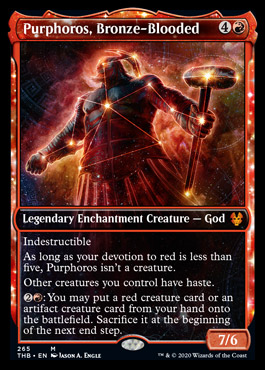 Purphoros, Bronze-Blooded 4
Legendary Enchantment Creature — God
Indestructible
As long as your devotion to red is less than
five, Purphoros isn't a creature.
Other creatures you control have haste.
2: You may put a red creature card or an
artifact creature card from your hand onto
the battlefield. Sacrifice it at the beginning
of the next end step.
7/6
265 M
THB • EN Jason A. Engle
™ & © 2020 Wizards of the Coast